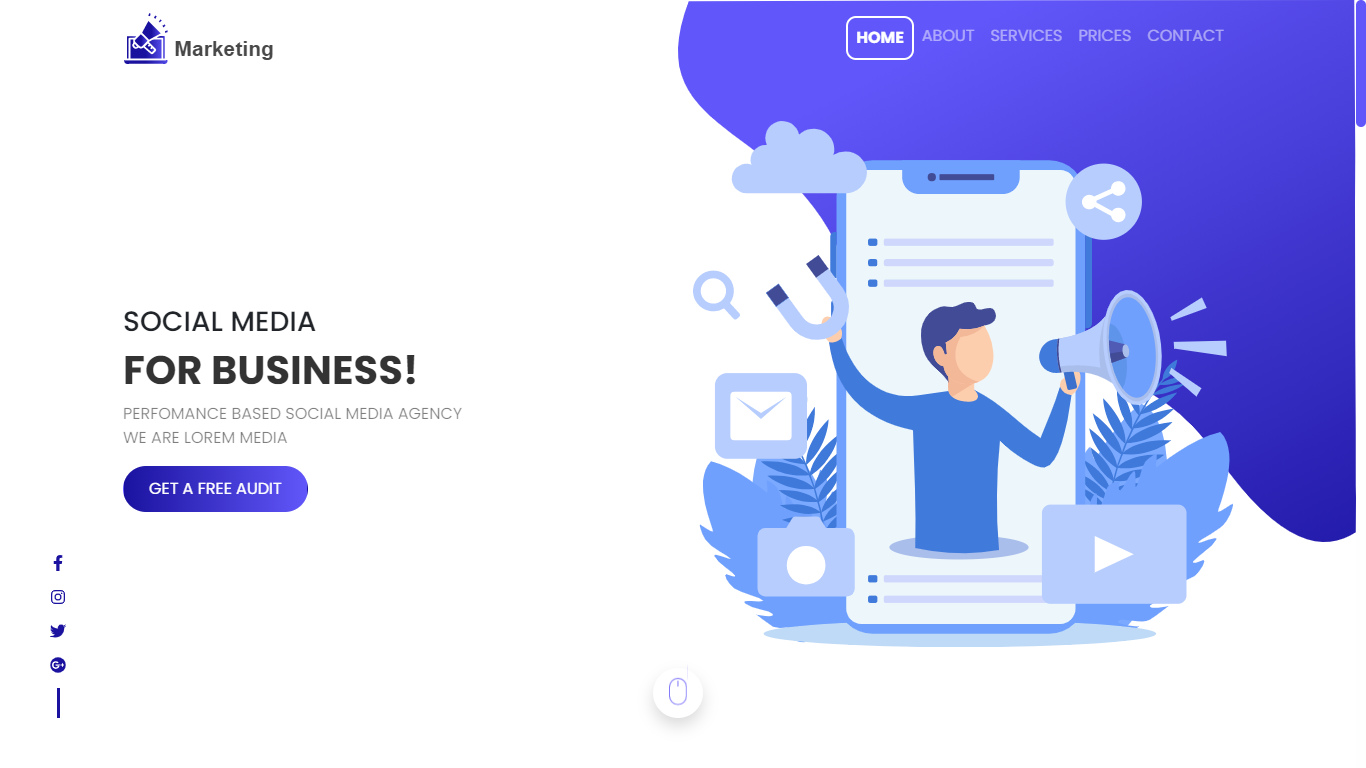 Marketing
HOME ABOUT SERVICES PRICES CONTACT
SOCIAL MEDIA
FOR BUSINESS!
PERFOMANCE BASED SOCIAL MEDIA AGENCY
WE ARE LOREM MEDIA
GET A FREE AUDIT
G+